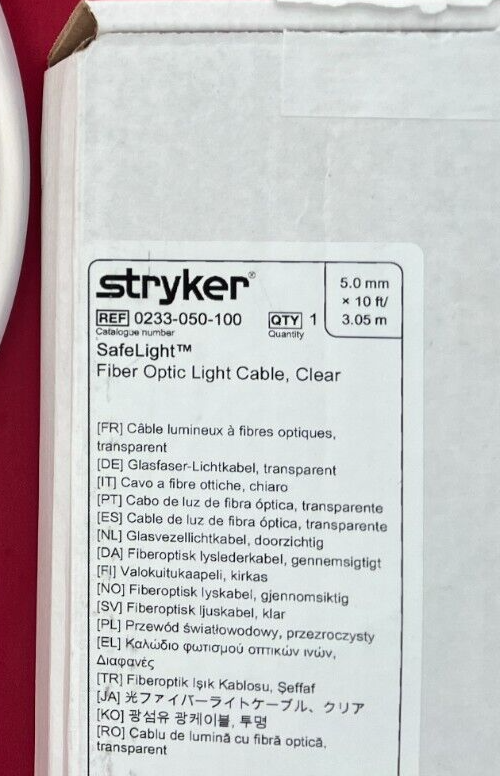 stryker®
5.0 mm
× 10 ft/
3.05 m
REF 0233-050-100
QTY 1
Catalogue number
Quantity
SafeLight™
Fiber Optic Light Cable, Clear
[FR] Câble lumineux à fibres optiques,
transparent
[DE] Glasfaser-Lichtkabel, transparent
[IT] Cavo a fibre ottiche, chiaro
[PT] Cabo de luz de fibra óptica, transparente
[ES] Cable de luz de fibra óptica, transparente
[NL] Glasvezellichtkabel, doorzichtig
[DA] Fiberoptisk lyslederkabel, gennemsigtigt
[FI] Valokuitukaapeli, kirkas
[NO] Fiberoptisk lyskabel, gjennomsiktig
[SV] Fiberoptisk ljuskabel, klar
[PL] Przewód światłowodowy, przezroczysty
[EL] Καλώδιο φωτισμού οπτικών ινών,
Διαφανές
[TR] Fiberoptik Işık Kablosu, Şeffaf
[JA] 光ファイバーライトケーブル、クリア
[KO] 광섬유 광케이블, 투명
[RO] Cablu de lumină cu fibră optică,
transparent